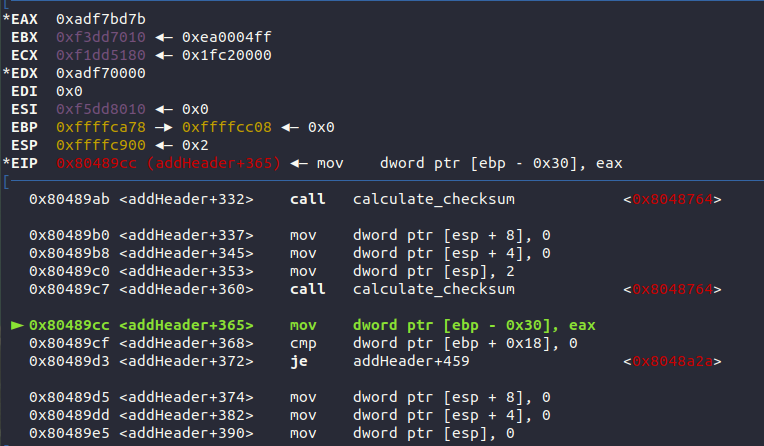 *EAX 0xadf7bd7b
EBX 0xf3dd7010 ◂— 0xea0004ff
ECX 0xf1dd5180 ◂— 0x1fc20000
*EDX 0xadf70000
EDI 0x0
ESI 0xf5dd8010 ◂— 0x0
EBP 0xffffca78 —▸ 0xffffcc08 ◂— 0x0
ESP 0xffffc900 ◂— 0x2
*EIP 0x80489cc (addHeader+365) ◂— mov dword ptr [ebp - 0x30], eax
0x80489ab <addHeader+332> call calculate_checksum <0x8048764>
0x80489b0 <addHeader+337> mov dword ptr [esp + 8], 0
0x80489b8 <addHeader+345> mov dword ptr [esp + 4], 0
0x80489c0 <addHeader+353> mov dword ptr [esp], 2
0x80489c7 <addHeader+360> call calculate_checksum <0x8048764>
► 0x80489cc <addHeader+365> mov dword ptr [ebp - 0x30], eax
0x80489cf <addHeader+368> cmp dword ptr [ebp + 0x18], 0
0x80489d3 <addHeader+372> je addHeader+459 <0x8048a2a>
0x80489d5 <addHeader+374> mov dword ptr [esp + 8], 0
0x80489dd <addHeader+382> mov dword ptr [esp + 4], 0
0x80489e5 <addHeader+390> mov dword ptr [esp], 0